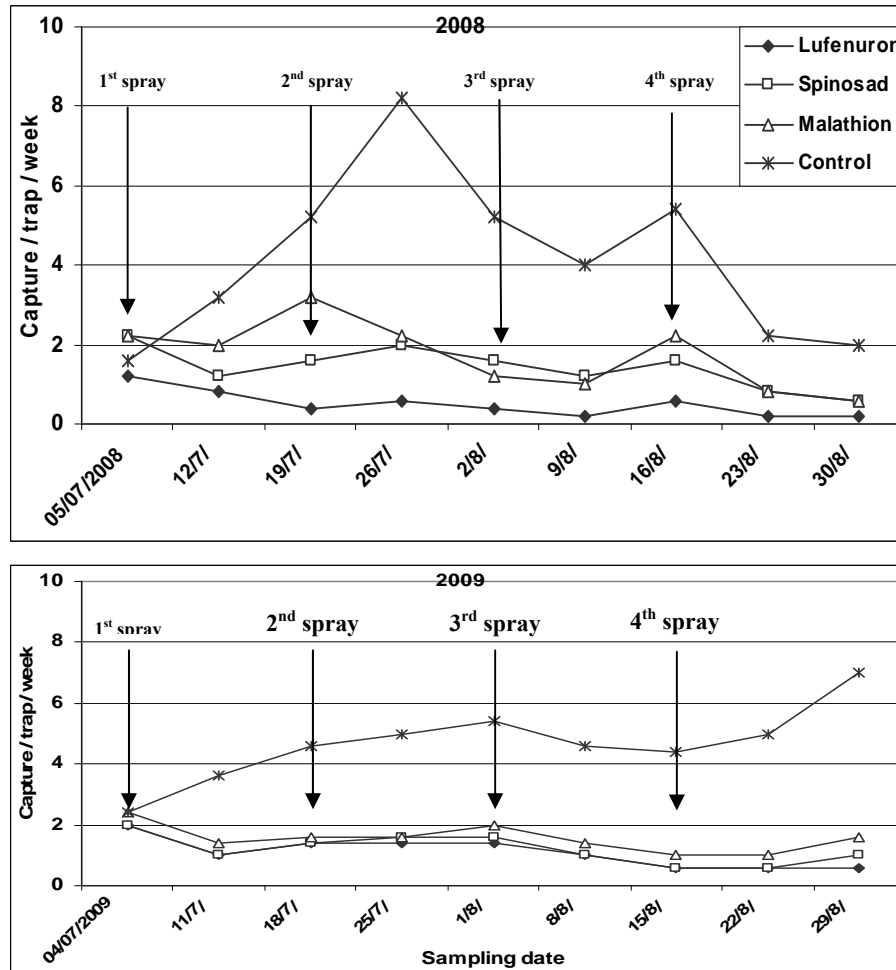 2008
Lufenuron
Spinosad
Malathion
Control
1st spray
2nd spray
3rd spray
4th spray
10
8
6
4
2
0
Capture / trap / week
05/07/2008
12/7/
19/7/
26/7/
2/8/
9/8/
16/8/
23/8/
30/8/
2009
1st spray
2nd spray
3rd spray
4th spray
10
8
6
4
2
0
Capture / trap / week
04/07/2009
11/7/
18/7/
25/7/
1/8/
8/8/
15/8/
22/8/
29/8/
Sampling date